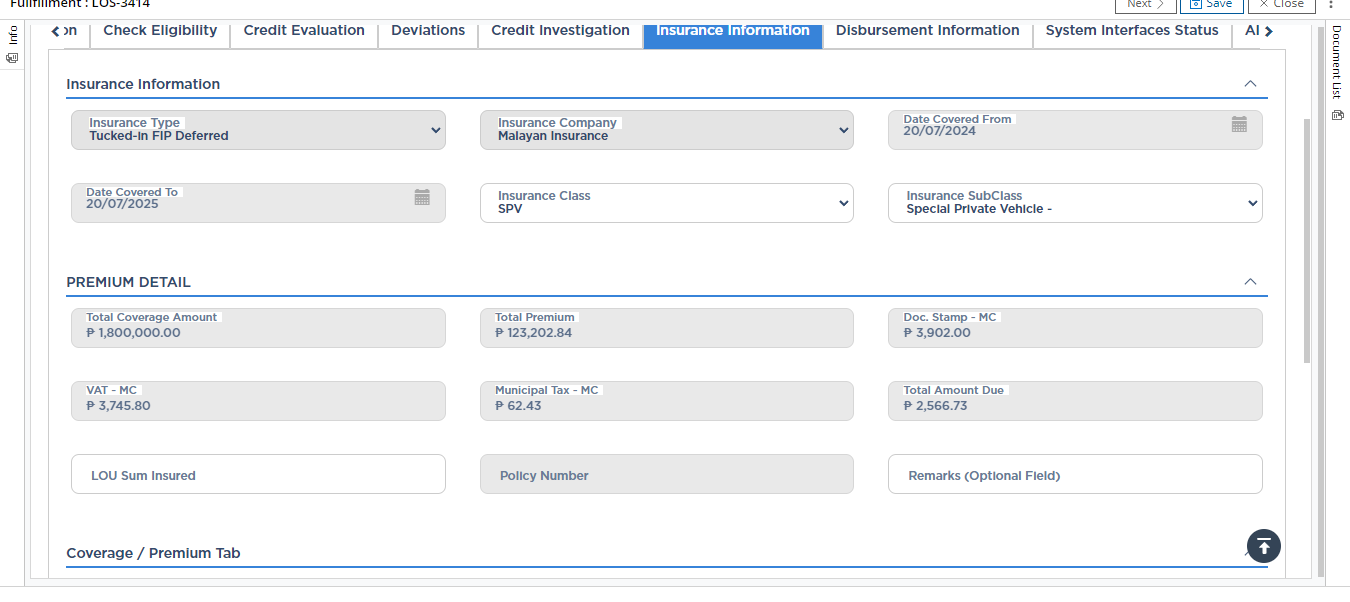 Fullfillment : LOS-3414
Next
Save
Close
Info
on
Check Eligibility
Credit Evaluation
Deviations
Credit Investigation
Insurance Information
Disbursement Information
System Interfaces Status
Document List
Insurance Information
Insurance Type
Tucked-In FIP Deferred
Insurance Company
Malayan Insurance
Date Covered From
20/07/2024
Date Covered To
20/07/2025
Insurance Class
SPV
Insurance SubClass
Special Private Vehicle -
PREMIUM DETAIL
Total Coverage Amount
₱ 1,800,000.00
Total Premium
₱ 123,202.84
Doc. Stamp - MC
₱ 3,902.00
VAT - MC
₱ 3,745.80
Municipal Tax - MC
₱ 62.43
Total Amount Due
₱ 2,566.73
LOU Sum Insured
Policy Number
Remarks (Optional Field)
Coverage / Premium Tab